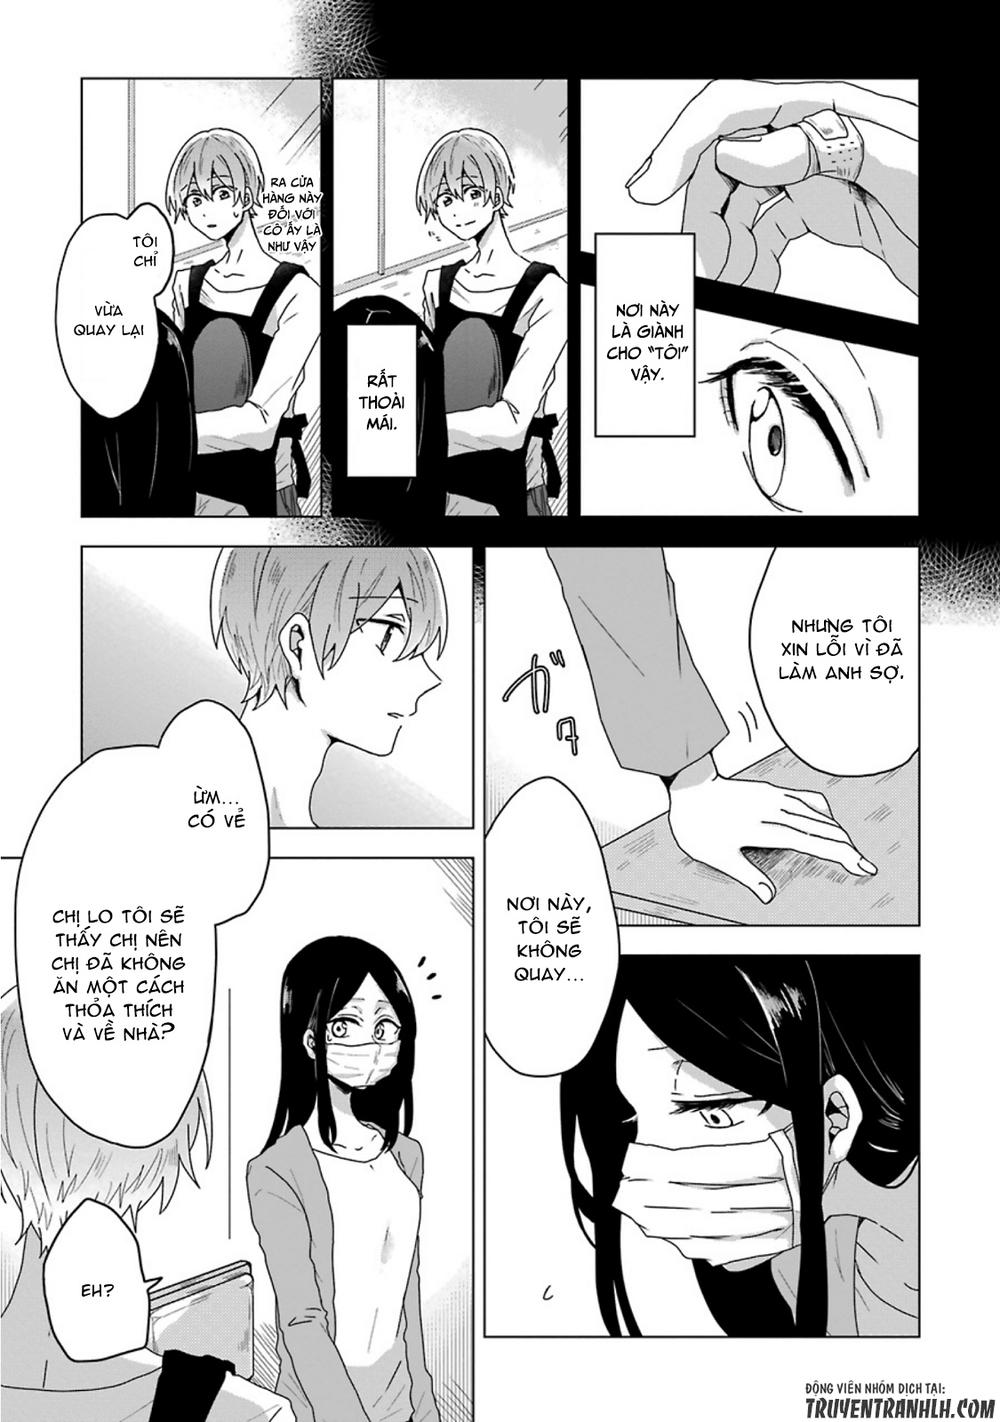 NƠI NÀY
LÀ GIÀNH
CHO "TÔI"
VẬY.
RẤT
THOẢI
MÁI.
RA CỬA
HÀNG NÀY
ĐỐI VỚI
CÔ ẤY LÀ
NHƯ VẬY
TÔI
CHỈ
VỪA
QUAY LẠI
NHƯNG TÔI
XIN LỖI VÌ ĐÃ
LÀM ANH SỢ.
ガタ
NƠI NÀY,
TÔI SẼ
KHÔNG
QUAY...
ỪM...
CÓ VẺ
CHỊ LO TÔI SẼ
THẤY CHỊ NÊN
CHỊ ĐÃ KHÔNG
ĂN MỘT CÁCH
THỎA THÍCH
VÀ VỀ NHÀ?
EH?
ĐỘNG VIÊN NHÓM DỊCH TẠI:
TRUYENTRANHLH.COM